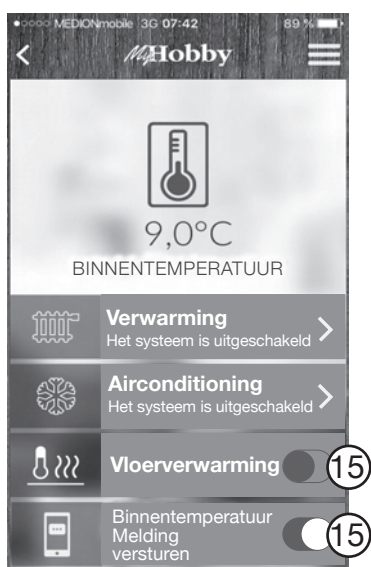 MEDIONmobile 3G 07:42 89 %
MyHobby
9,0°C
BINNENTEMPERATUUR
Verwarming
Het systeem is uitgeschakeld
Airconditioning
Het systeem is uitgeschakeld
Vloerverwarming 15
Binnentemperatuur
Melding 15
versturen